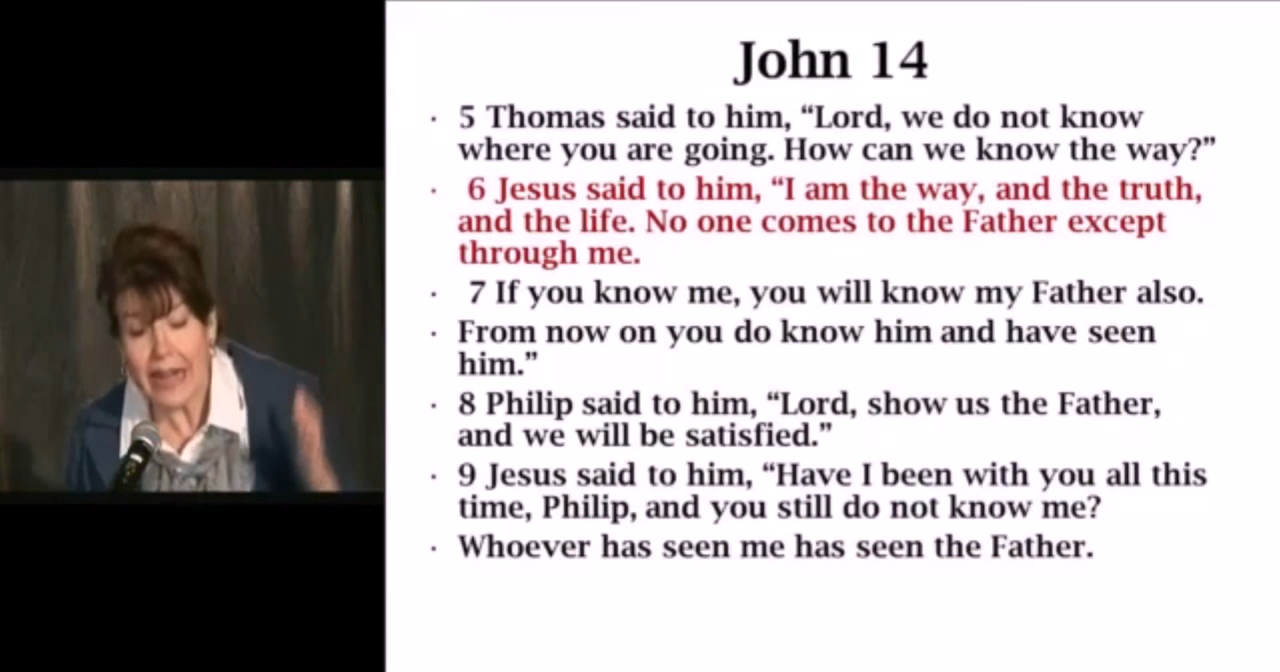 John 14
· 5 Thomas said to him, “Lord, we do not know
where you are going. How can we know the way?”
· 6 Jesus said to him, “I am the way, and the truth,
and the life. No one comes to the Father except
through me.
· 7 If you know me, you will know my Father also.
· From now on you do know him and have seen
him.”
· 8 Philip said to him, “Lord, show us the Father,
and we will be satisfied.”
· 9 Jesus said to him, “Have I been with you all this
time, Philip, and you still do not know me?
· Whoever has seen me has seen the Father.